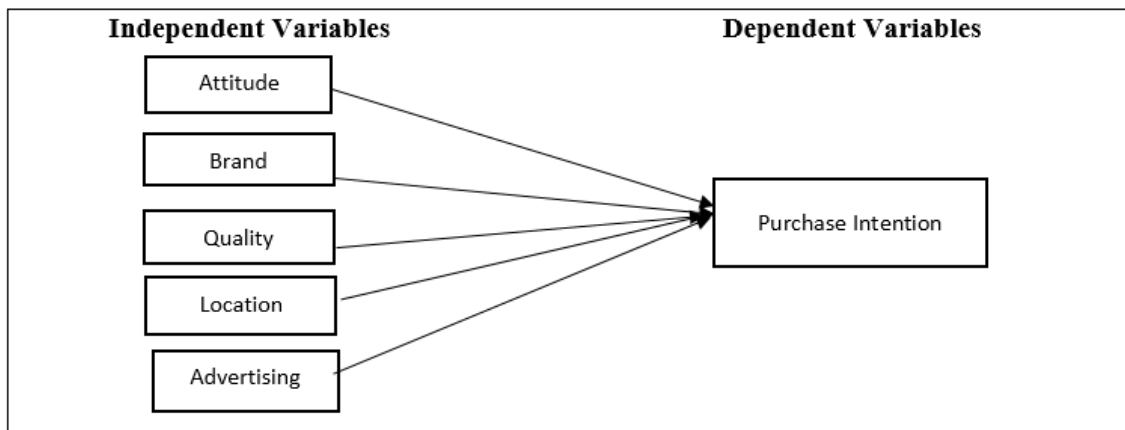 Independent Variables
Dependent Variables
Attitude
Brand
Quality
Location
Advertising
Purchase Intention